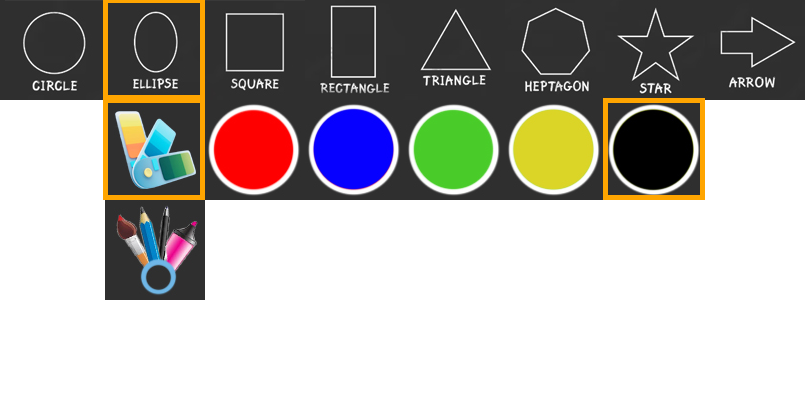 CIRCLE
ELLIPSE
SQUARE
RECTANGLE
TRIANGLE
HEPTAGON
STAR
ARROW